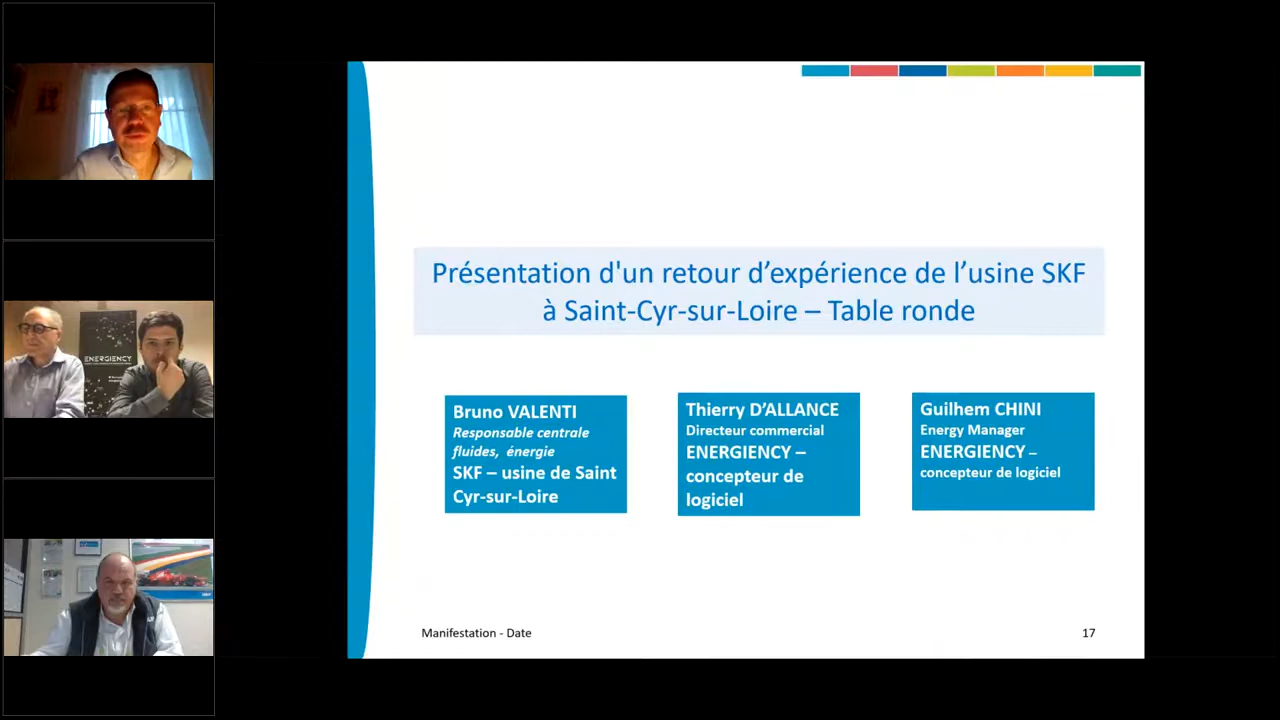 Présentation d'un retour d’expérience de l’usine SKF
à Saint-Cyr-sur-Loire – Table ronde
Bruno VALENTI
Responsable centrale
fluides, énergie
SKF – usine de Saint
Cyr-sur-Loire
Thierry D’ALLANCE
Directeur commercial
ENERGIENCY –
concepteur de
logiciel
Guilhem CHINI
Energy Manager
ENERGIENCY –
concepteur de logiciel
Manifestation - Date
17
ENERGIENCY